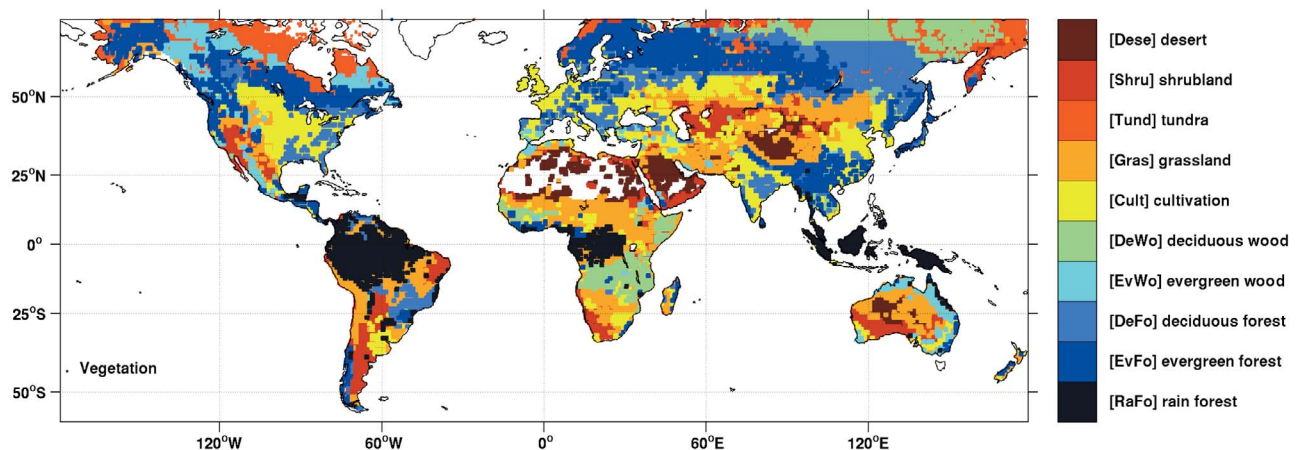 50°N
25°N
0°
25°S
50°S
Vegetation
120°W
60°W
0°
60°E
120°E
[Dese] desert
[Shru] shrubland
[Tund] tundra
[Gras] grassland
[Cult] cultivation
[DeWo] deciduous wood
[EvWo] evergreen wood
[DeFo] deciduous forest
[EvFo] evergreen forest
[RaFo] rain forest